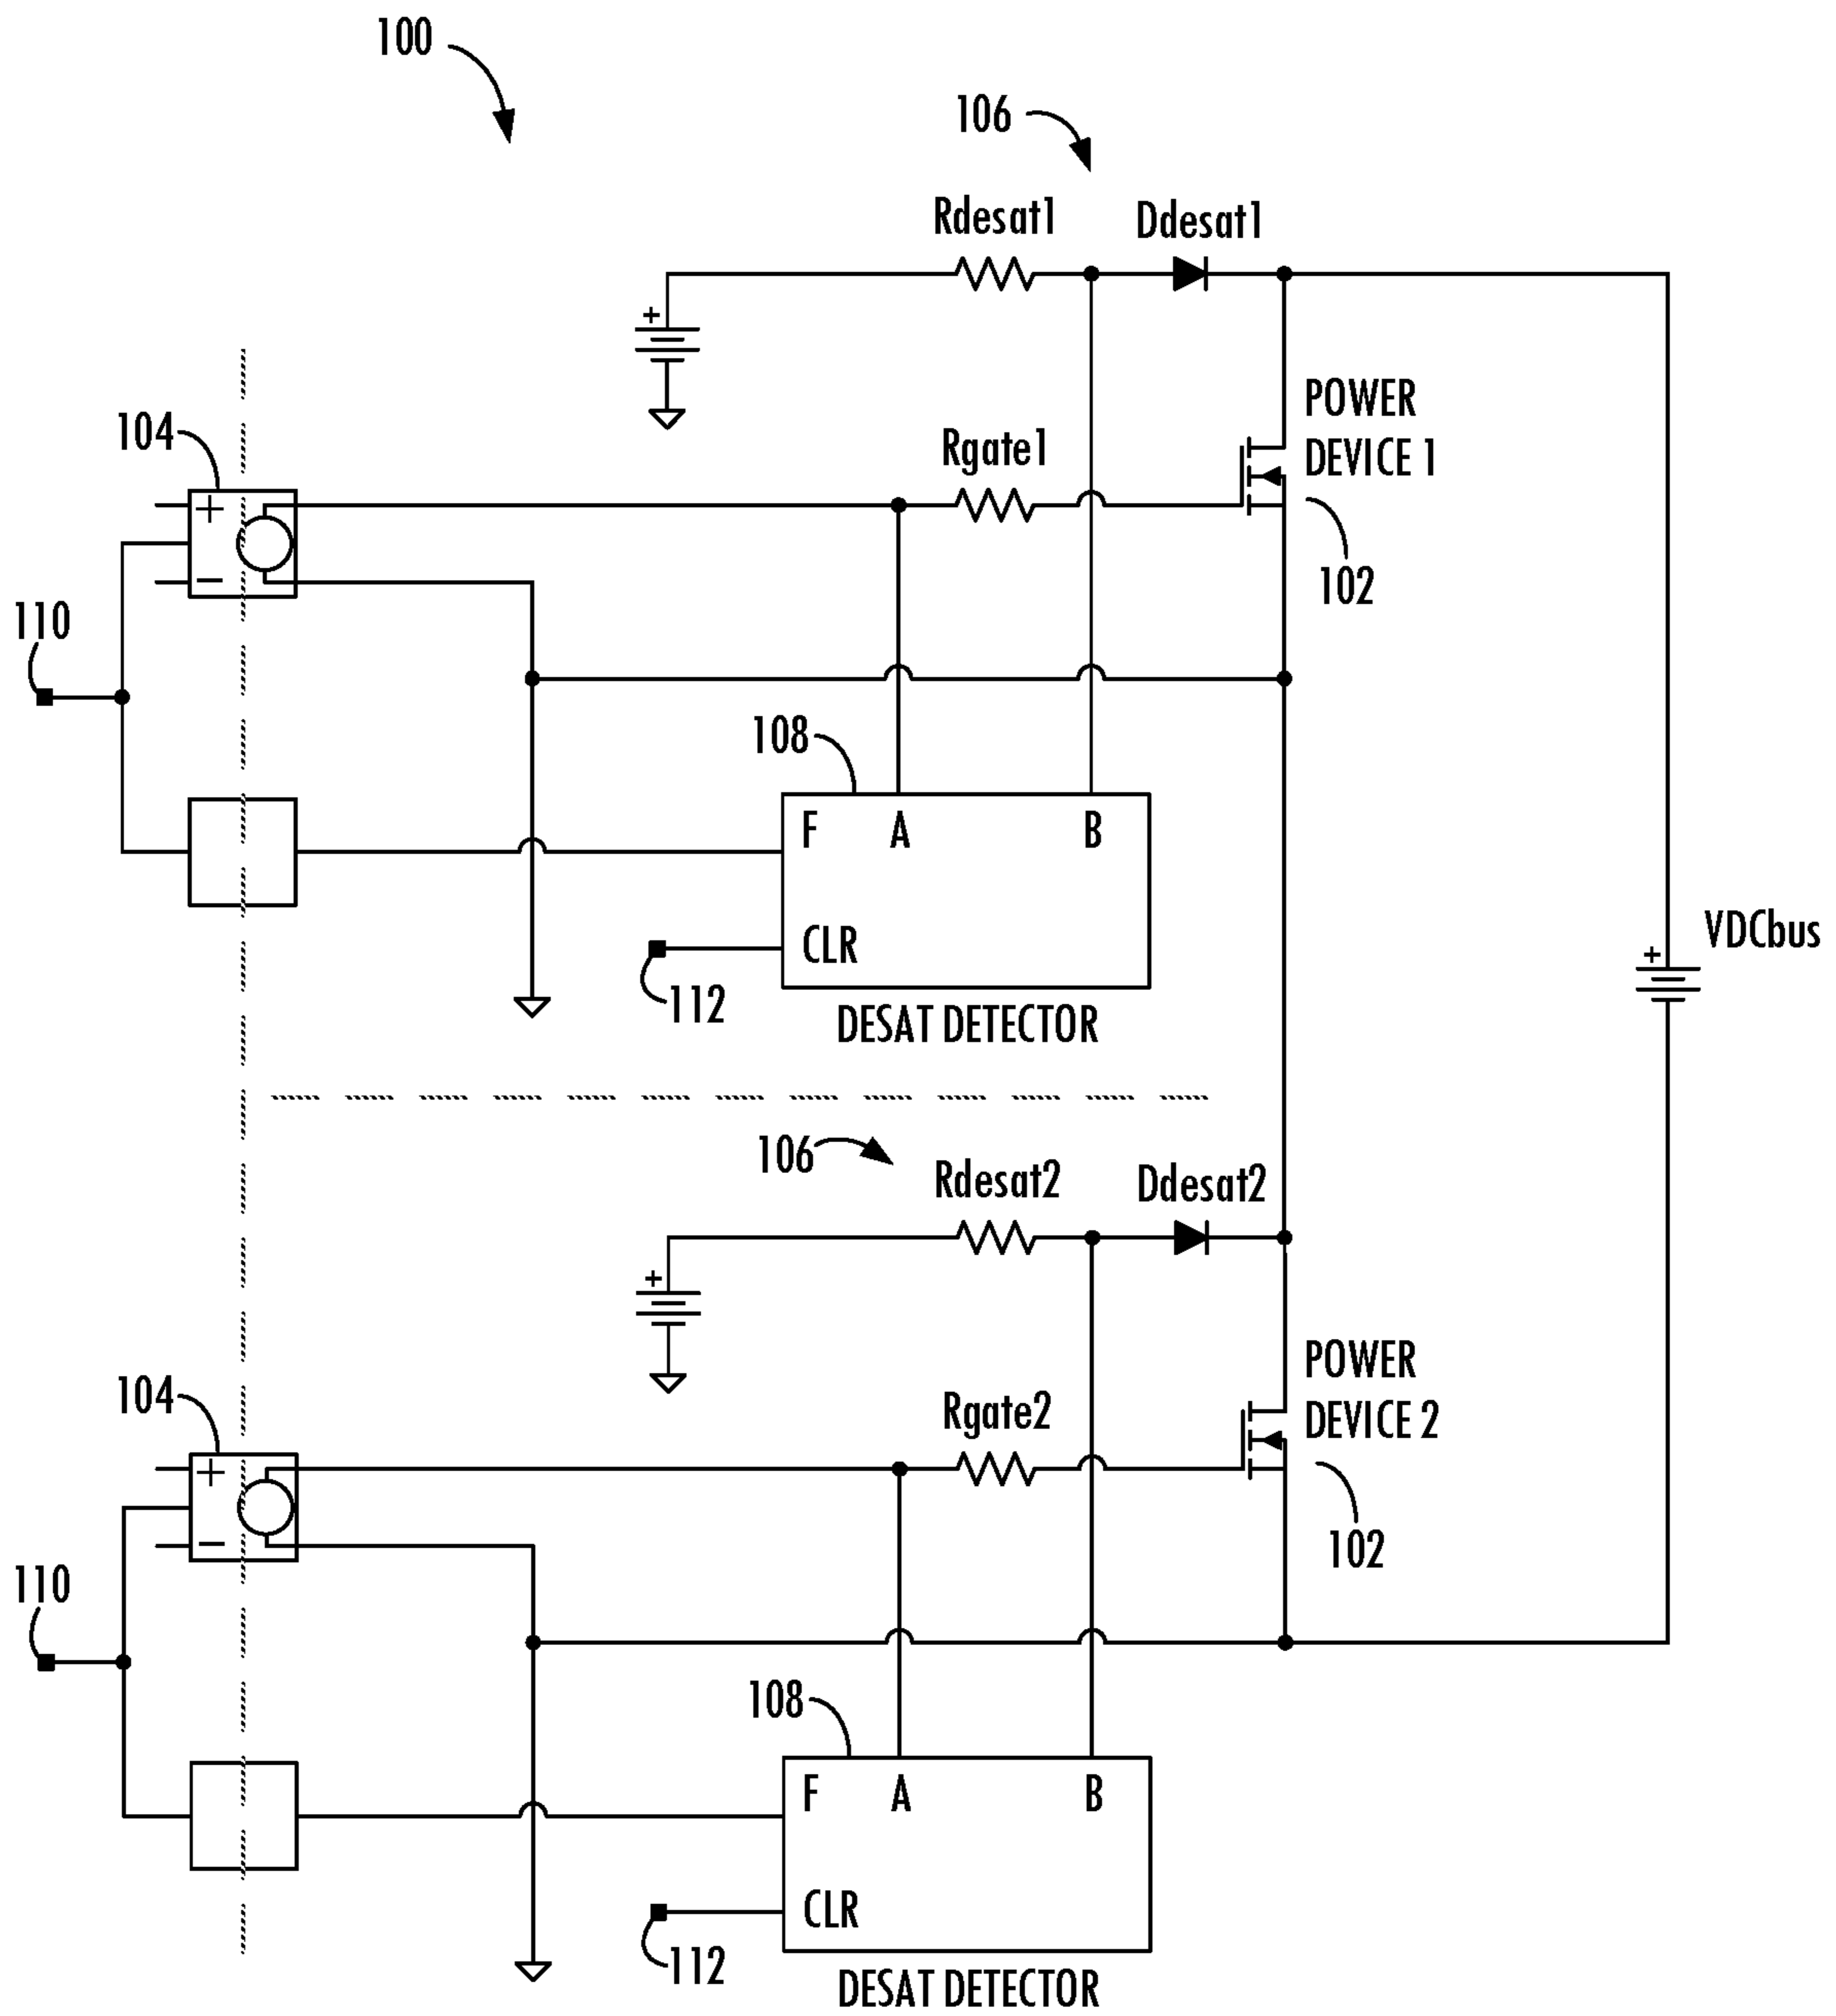 100
106
Rdesat1
Ddesat1
+
POWER
DEVICE 1
104
Rgate1
+
−
102
110
108
F
A
B
VDCbus
+
CLR
112
DESAT DETECTOR
106
Rdesat2
Ddesat2
+
POWER
DEVICE 2
104
Rgate2
+
−
102
110
108
F
A
B
CLR
112
DESAT DETECTOR